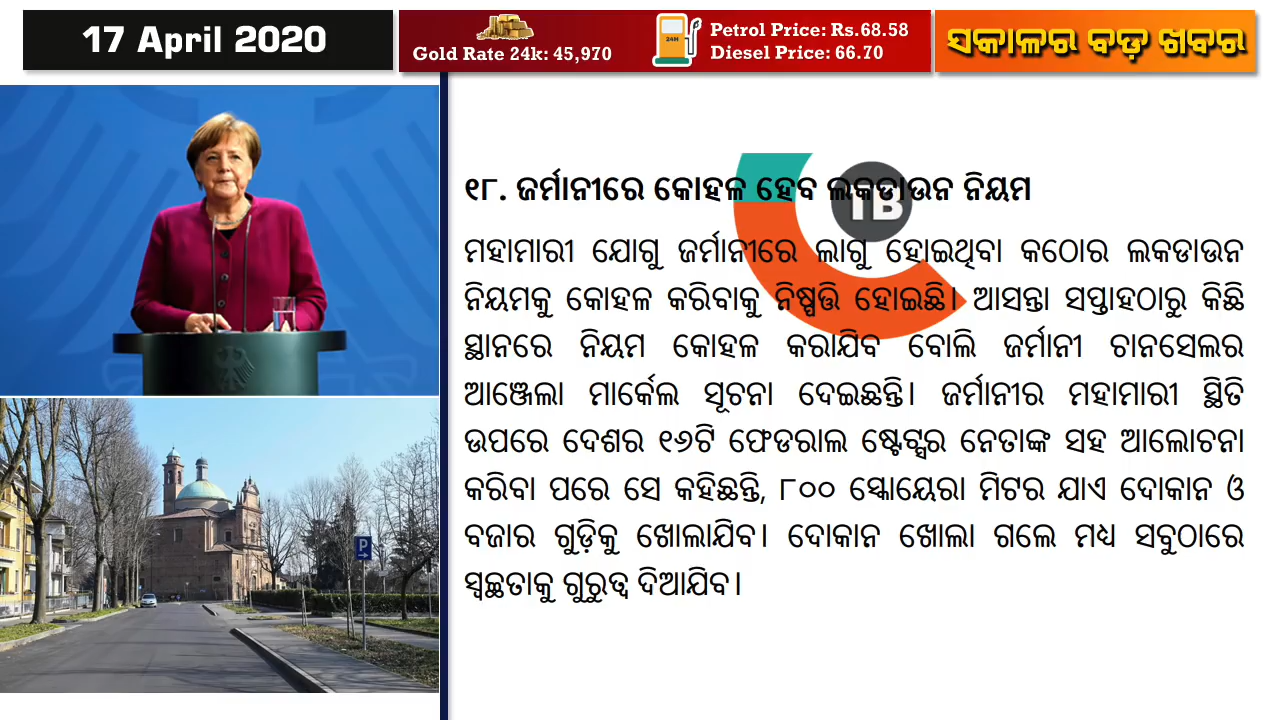 17 April 2020
Gold Rate 24k: 45,970
24H
Petrol Price: Rs.68.58
Diesel Price: 66.70
ସକାଳର ବଡ଼ ଖବର
୧୮. ଜର୍ମାନୀରେ କୋହଳ ହେବ ଲକଡାଉନ ନିୟମ
ମହାମାରୀ ଯୋଗୁ ଜର୍ମାନୀରେ ଲାଗୁ ହୋଇଥିବା କଠୋର ଲକଡାଉନ
ନିୟମକୁ କୋହଳ କରିବାକୁ ନିଷ୍ପତ୍ତି ହୋଇଛି। ଆସନ୍ତା ସପ୍ତାହଠାରୁ କିଛି
ସ୍ଥାନରେ ନିୟମ କୋହଳ କରାଯିବ ବୋଲି ଜର୍ମାନୀ ଚାନସେଲର
ଆଞ୍ଜେଲା ମାର୍କେଲ ସୂଚନା ଦେଇଛନ୍ତି। ଜର୍ମାନୀର ମହାମାରୀ ସ୍ଥିତି
ଉପରେ ଦେଶର ୧୬ଟି ଫେଡରାଲ ଷ୍ଟେଟ୍ସର ନେତାଙ୍କ ସହ ଆଲୋଚନା
କରିବା ପରେ ସେ କହିଛନ୍ତି, ୮୦୦ ସ୍କୋୟେରା ମିଟର ଯାଏ ଦୋକାନ ଓ
ବଜାର ଗୁଡ଼ିକୁ ଖୋଲାଯିବ। ଦୋକାନ ଖୋଲା ଗଲେ ମଧ୍ୟ ସବୁଠାରେ
ସ୍ୱଚ୍ଛତାକୁ ଗୁରୁତ୍ୱ ଦିଆଯିବ।
TB
P